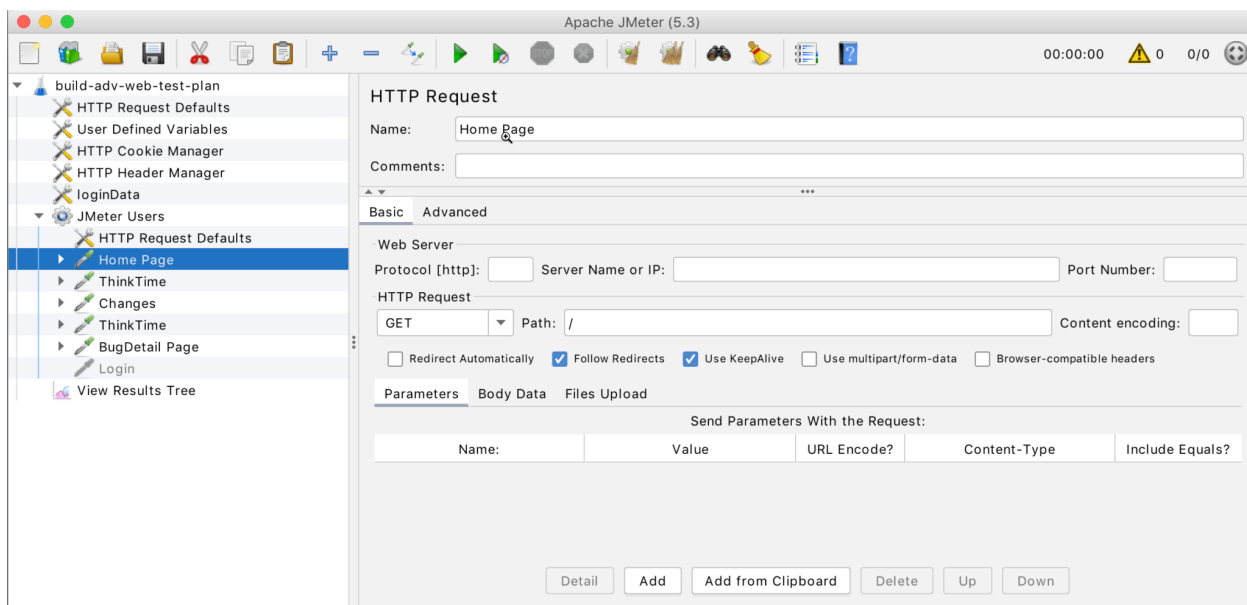 Apache JMeter (5.3)
STOP
00:00:00 0 0/0
build-adv-web-test-plan
HTTP Request Defaults
User Defined Variables
HTTP Cookie Manager
HTTP Header Manager
loginData
JMeter Users
HTTP Request Defaults
Home Page
ThinkTime
Changes
ThinkTime
BugDetail Page
Login
View Results Tree
HTTP Request
Name: Home Page
Comments:
Basic Advanced
Web Server
Protocol [http]: Server Name or IP: Port Number:
HTTP Request
GET Path: / Content encoding:
Redirect Automatically Follow Redirects Use KeepAlive Use multipart/form-data Browser-compatible headers
Parameters Body Data Files Upload
Send Parameters With the Request:
Name: Value URL Encode? Content-Type Include Equals?
Detail Add Add from Clipboard Delete Up Down